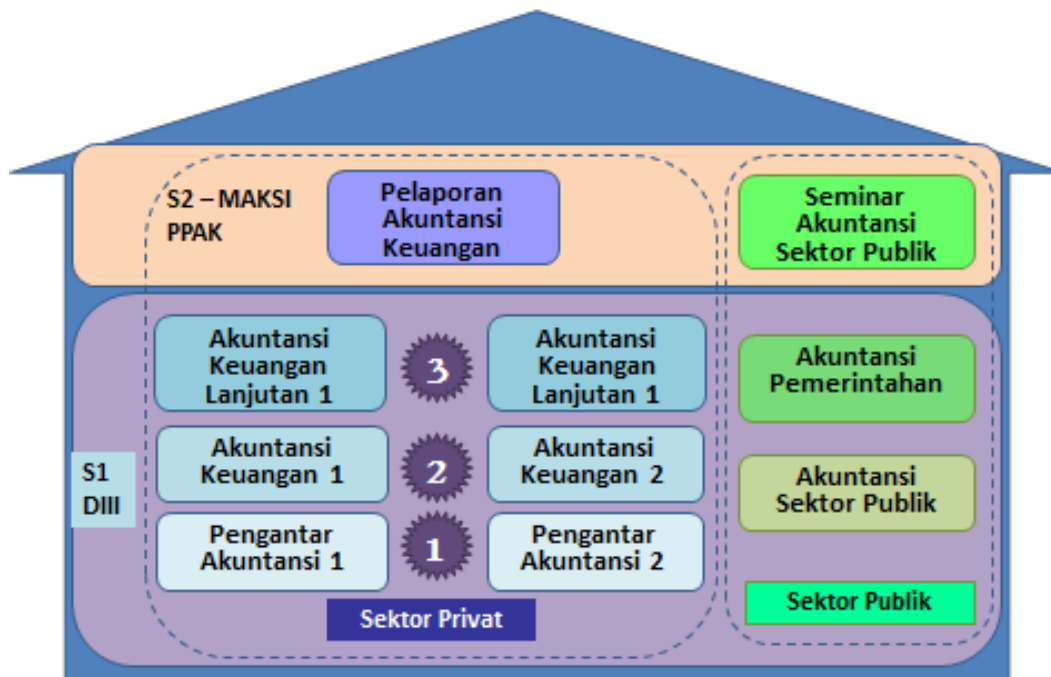 S2 – MAKSI
PPAK
Pelaporan
Akuntansi
Keuangan
Seminar
Akuntansi
Sektor Publik
S1
DIII
Akuntansi
Keuangan
Lanjutan 1
3
Akuntansi
Keuangan
Lanjutan 1
Akuntansi
Pemerintahan
Akuntansi
Keuangan 1
2
Akuntansi
Keuangan 2
Akuntansi
Sektor Publik
Pengantar
Akuntansi 1
1
Pengantar
Akuntansi 2
Sektor Privat
Sektor Publik